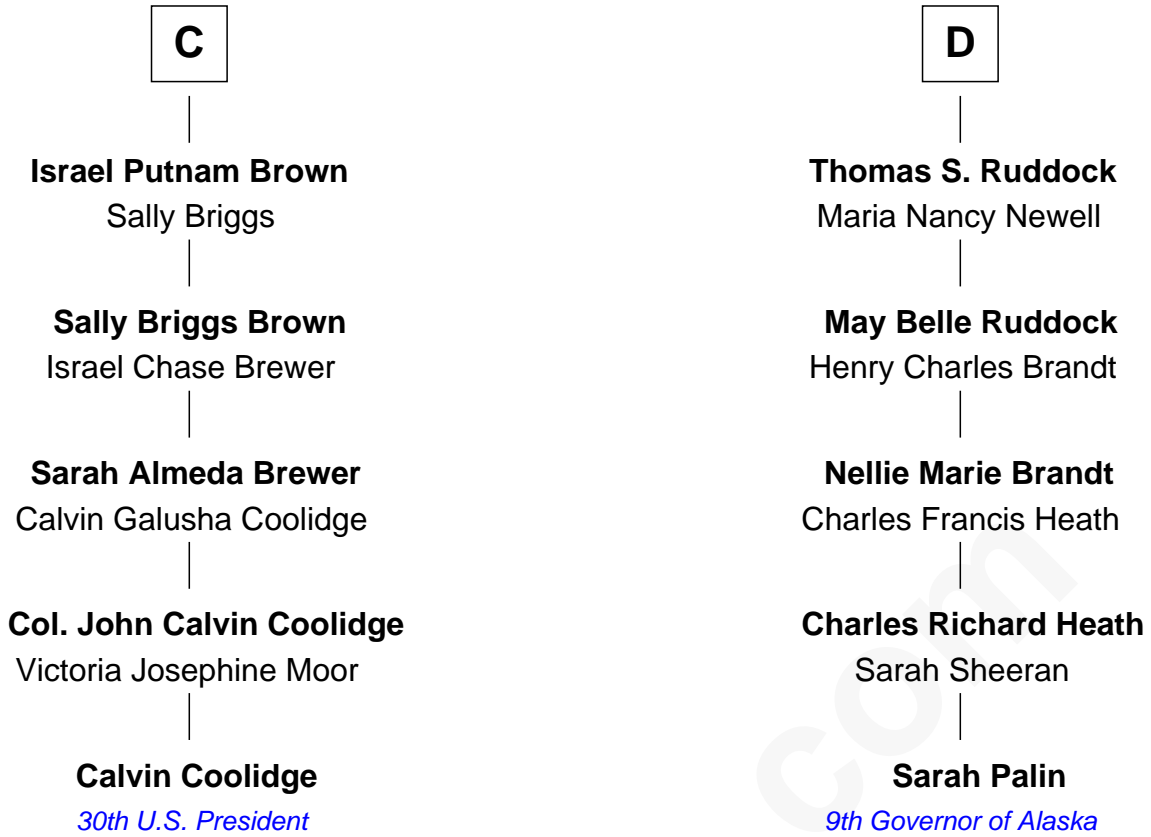 C
Israel Putnam Brown
Sally Briggs
Sally Briggs Brown
Israel Chase Brewer
Sarah Almeda Brewer
Calvin Galusha Coolidge
Col. John Calvin Coolidge
Victoria Josephine Moor
Calvin Coolidge
30th U.S. President
D
Thomas S. Ruddock
Maria Nancy Newell
May Belle Ruddock
Henry Charles Brandt
Nellie Marie Brandt
Charles Francis Heath
Charles Richard Heath
Sarah Sheeran
Sarah Palin
9th Governor of Alaska
com